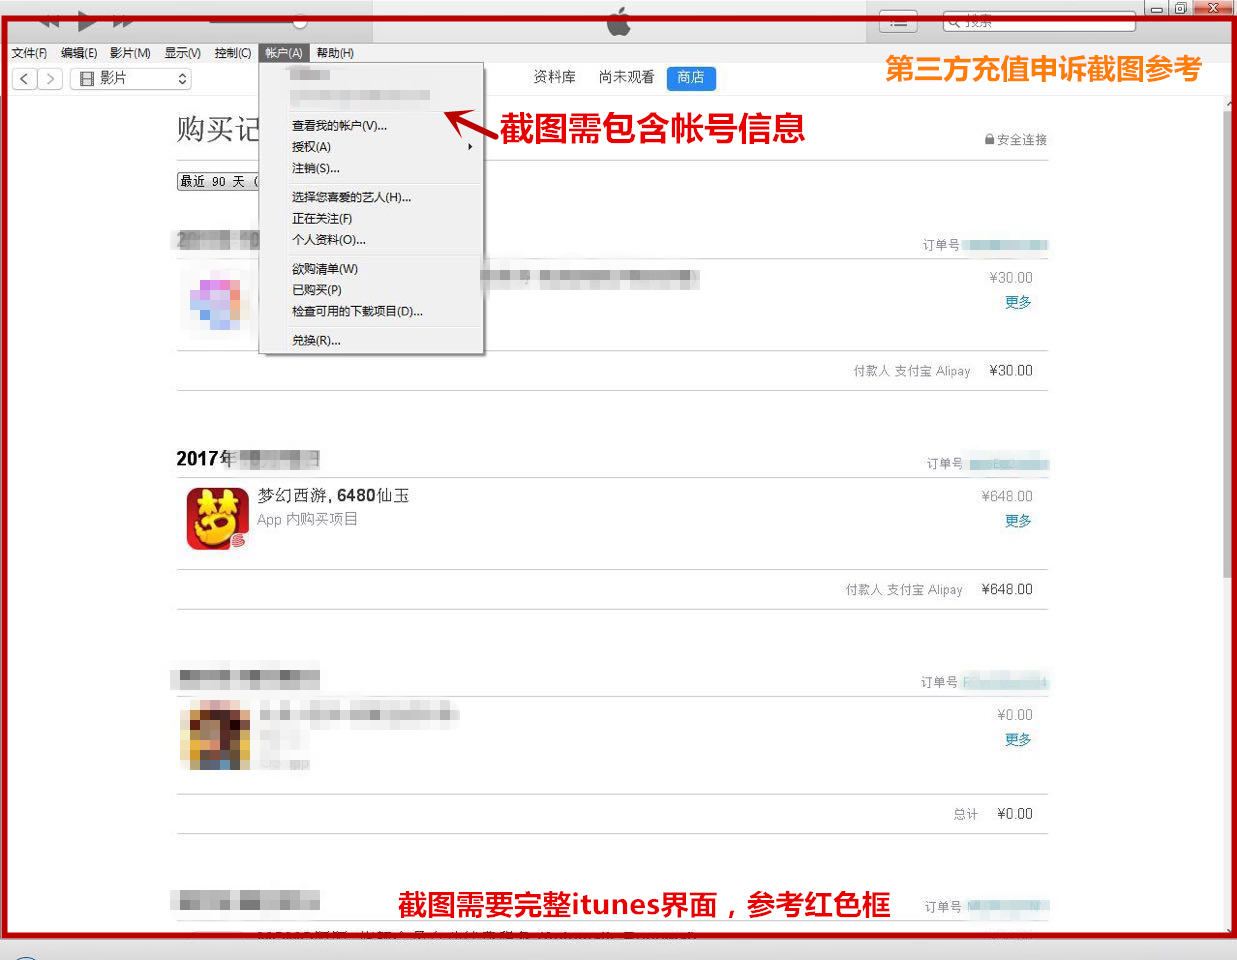 搜索
文件(F) 编辑(E) 影片(M) 显示(V) 控制(C) 帐户(A) 帮助(H)
第三方充值申诉截图参考
影片
资料库 尚未观看 商店
截图需包含帐号信息
购买记
安全连接
最近 90 天 (
查看我的帐户(V)...
授权(A)
注销(S)...
选择您喜爱的艺人(H)...
正在关注(F)
个人资料(O)...
欲购清单(W)
已购买(P)
检查可用的下载项目(D)...
兑换(R)...
订单号
¥30.00
更多
付款人 支付宝 Alipay ¥30.00
2017年
订单号
梦幻西游, 6480仙玉
¥648.00
App 内购买项目
更多
付款人 支付宝 Alipay ¥648.00
订单号
¥0.00
更多
总计 ¥0.00
订单号
截图需要完整itunes界面，参考红色框